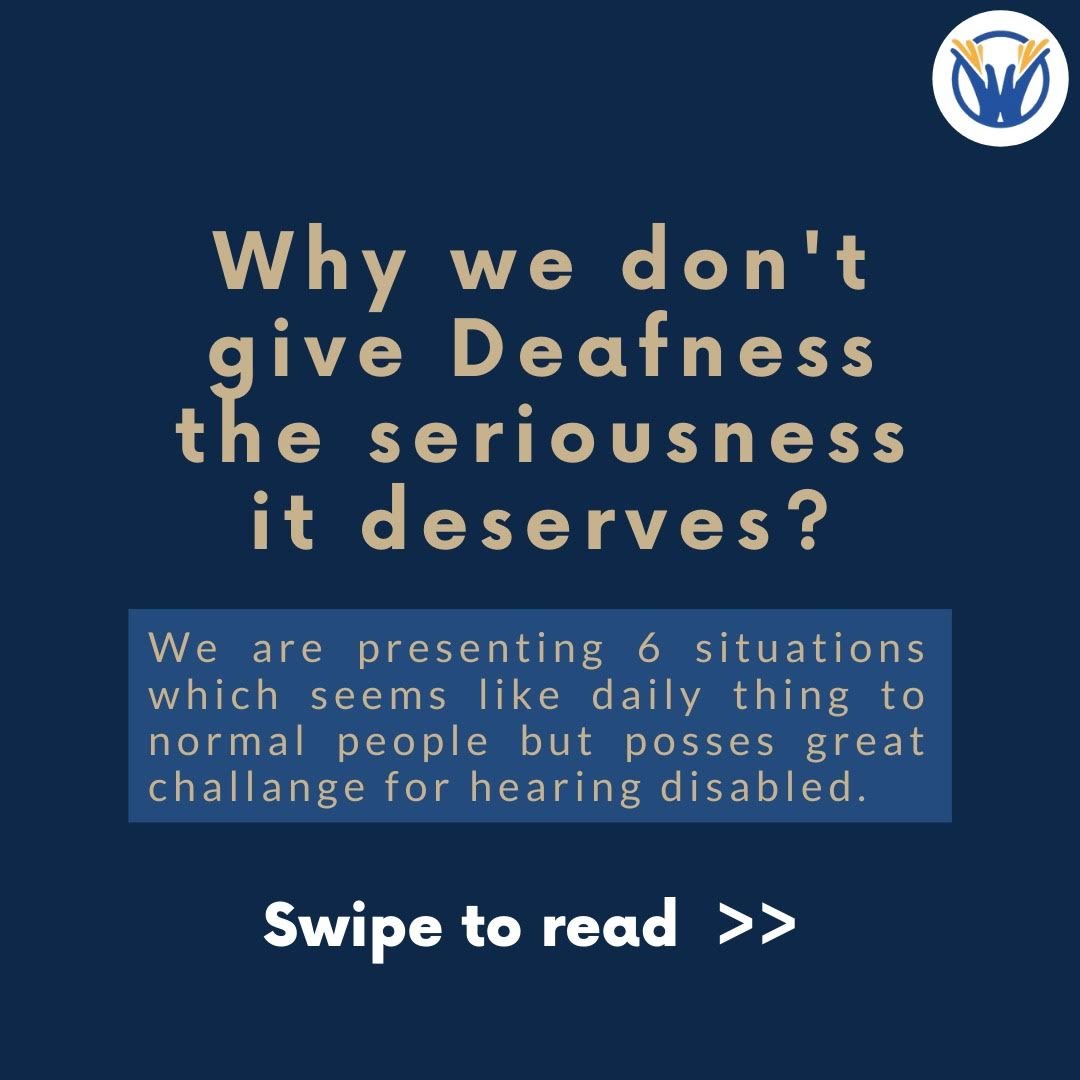 Why we don't
give Deafness
the seriousness
it deserves?
We are presenting 6 situations
which seems like daily thing to
normal people but posses great
challange for hearing disabled.
Swipe to read >>